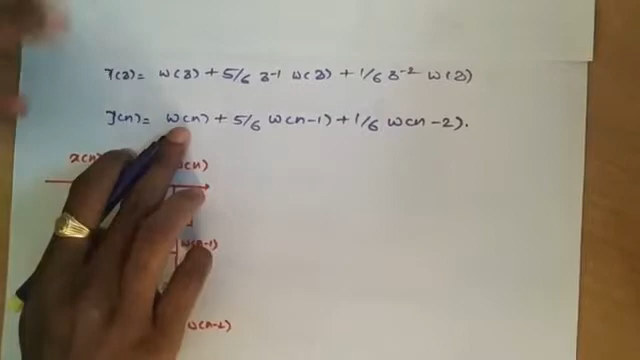 Y(z) = W(z) + 5/6 z⁻¹ W(z) + 1/6 z⁻² W(z)
y(n) = w(n) + 5/6 w(n-1) + 1/6 w(n-2).
x(n) w(n)
w(n-1)
w(n-2)